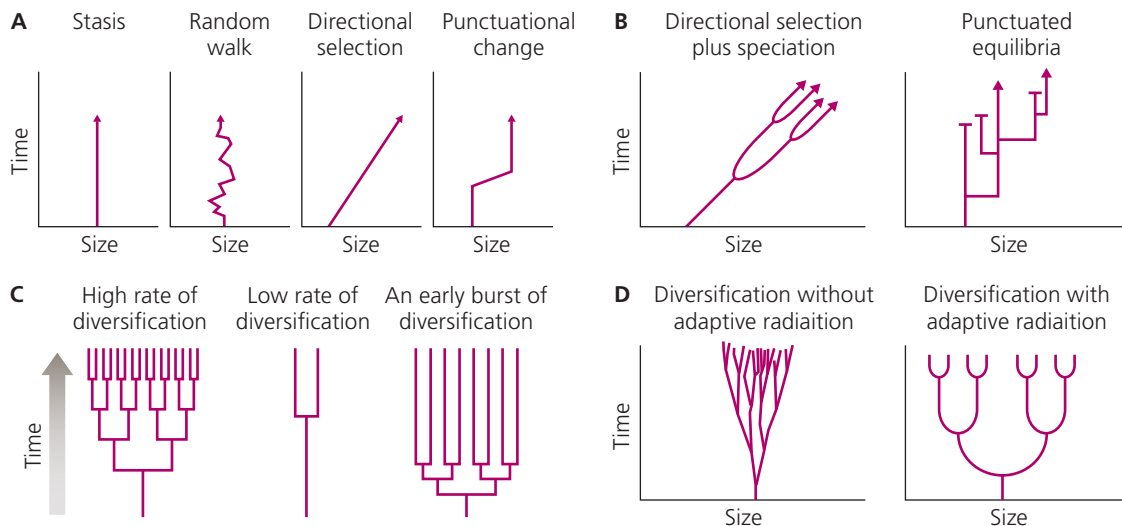 A
Stasis
Random
walk
Directional
selection
Punctuational
change
Time
Size
Size
Size
Size
B
Directional selection
plus speciation
Punctuated
equilibria
Time
Size
Size
C
High rate of
diversification
Low rate of
diversification
An early burst of
diversification
Time
D
Diversification without
adaptive radiaition
Diversification with
adaptive radiaition
Time
Size
Size